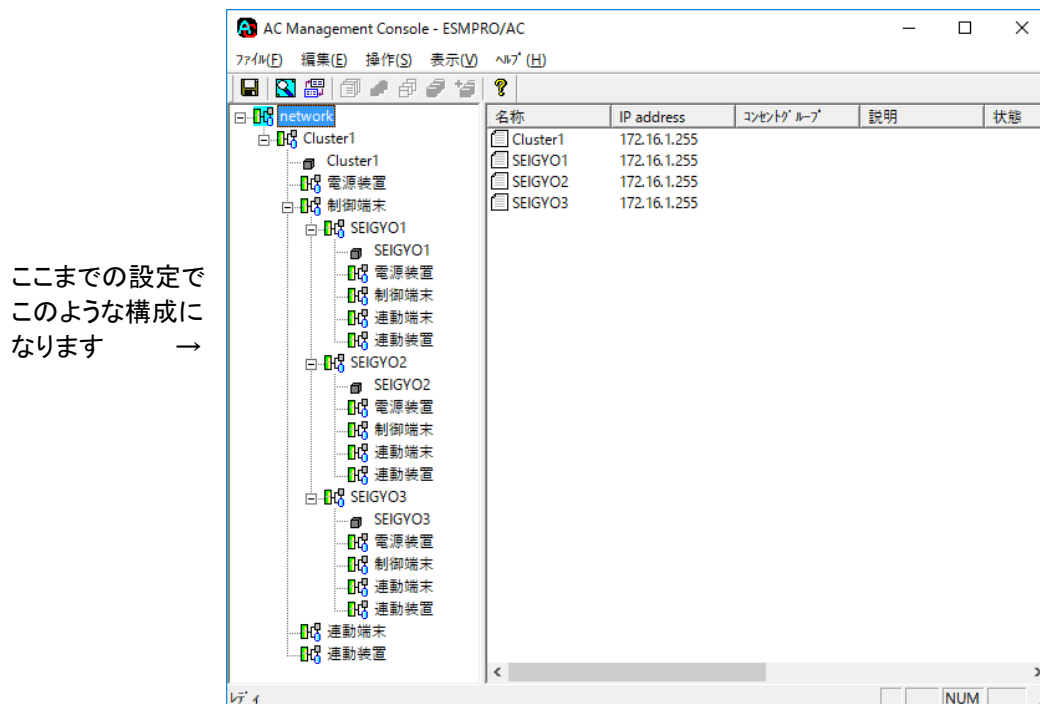 AC Management Console - ESMPRO/AC
ﾌｧｲﾙ(F) 編集(E) 操作(S) 表示(V) ﾍﾙﾌﾟ(H)
network
Cluster1
Cluster1
電源装置
制御端末
SEIGYO1
SEIGYO1
電源装置
制御端末
連動端末
連動装置
SEIGYO2
SEIGYO2
電源装置
制御端末
連動端末
連動装置
SEIGYO3
SEIGYO3
電源装置
制御端末
連動端末
連動装置
連動端末
連動装置
名称 IP address ｺﾝｾﾝﾄｸﾞﾙｰﾌﾟ 説明 状態
Cluster1 172.16.1.255
SEIGYO1 172.16.1.255
SEIGYO2 172.16.1.255
SEIGYO3 172.16.1.255
ここまでの設定で
このような構成に
なります →
ﾚﾃﾞｨ NUM